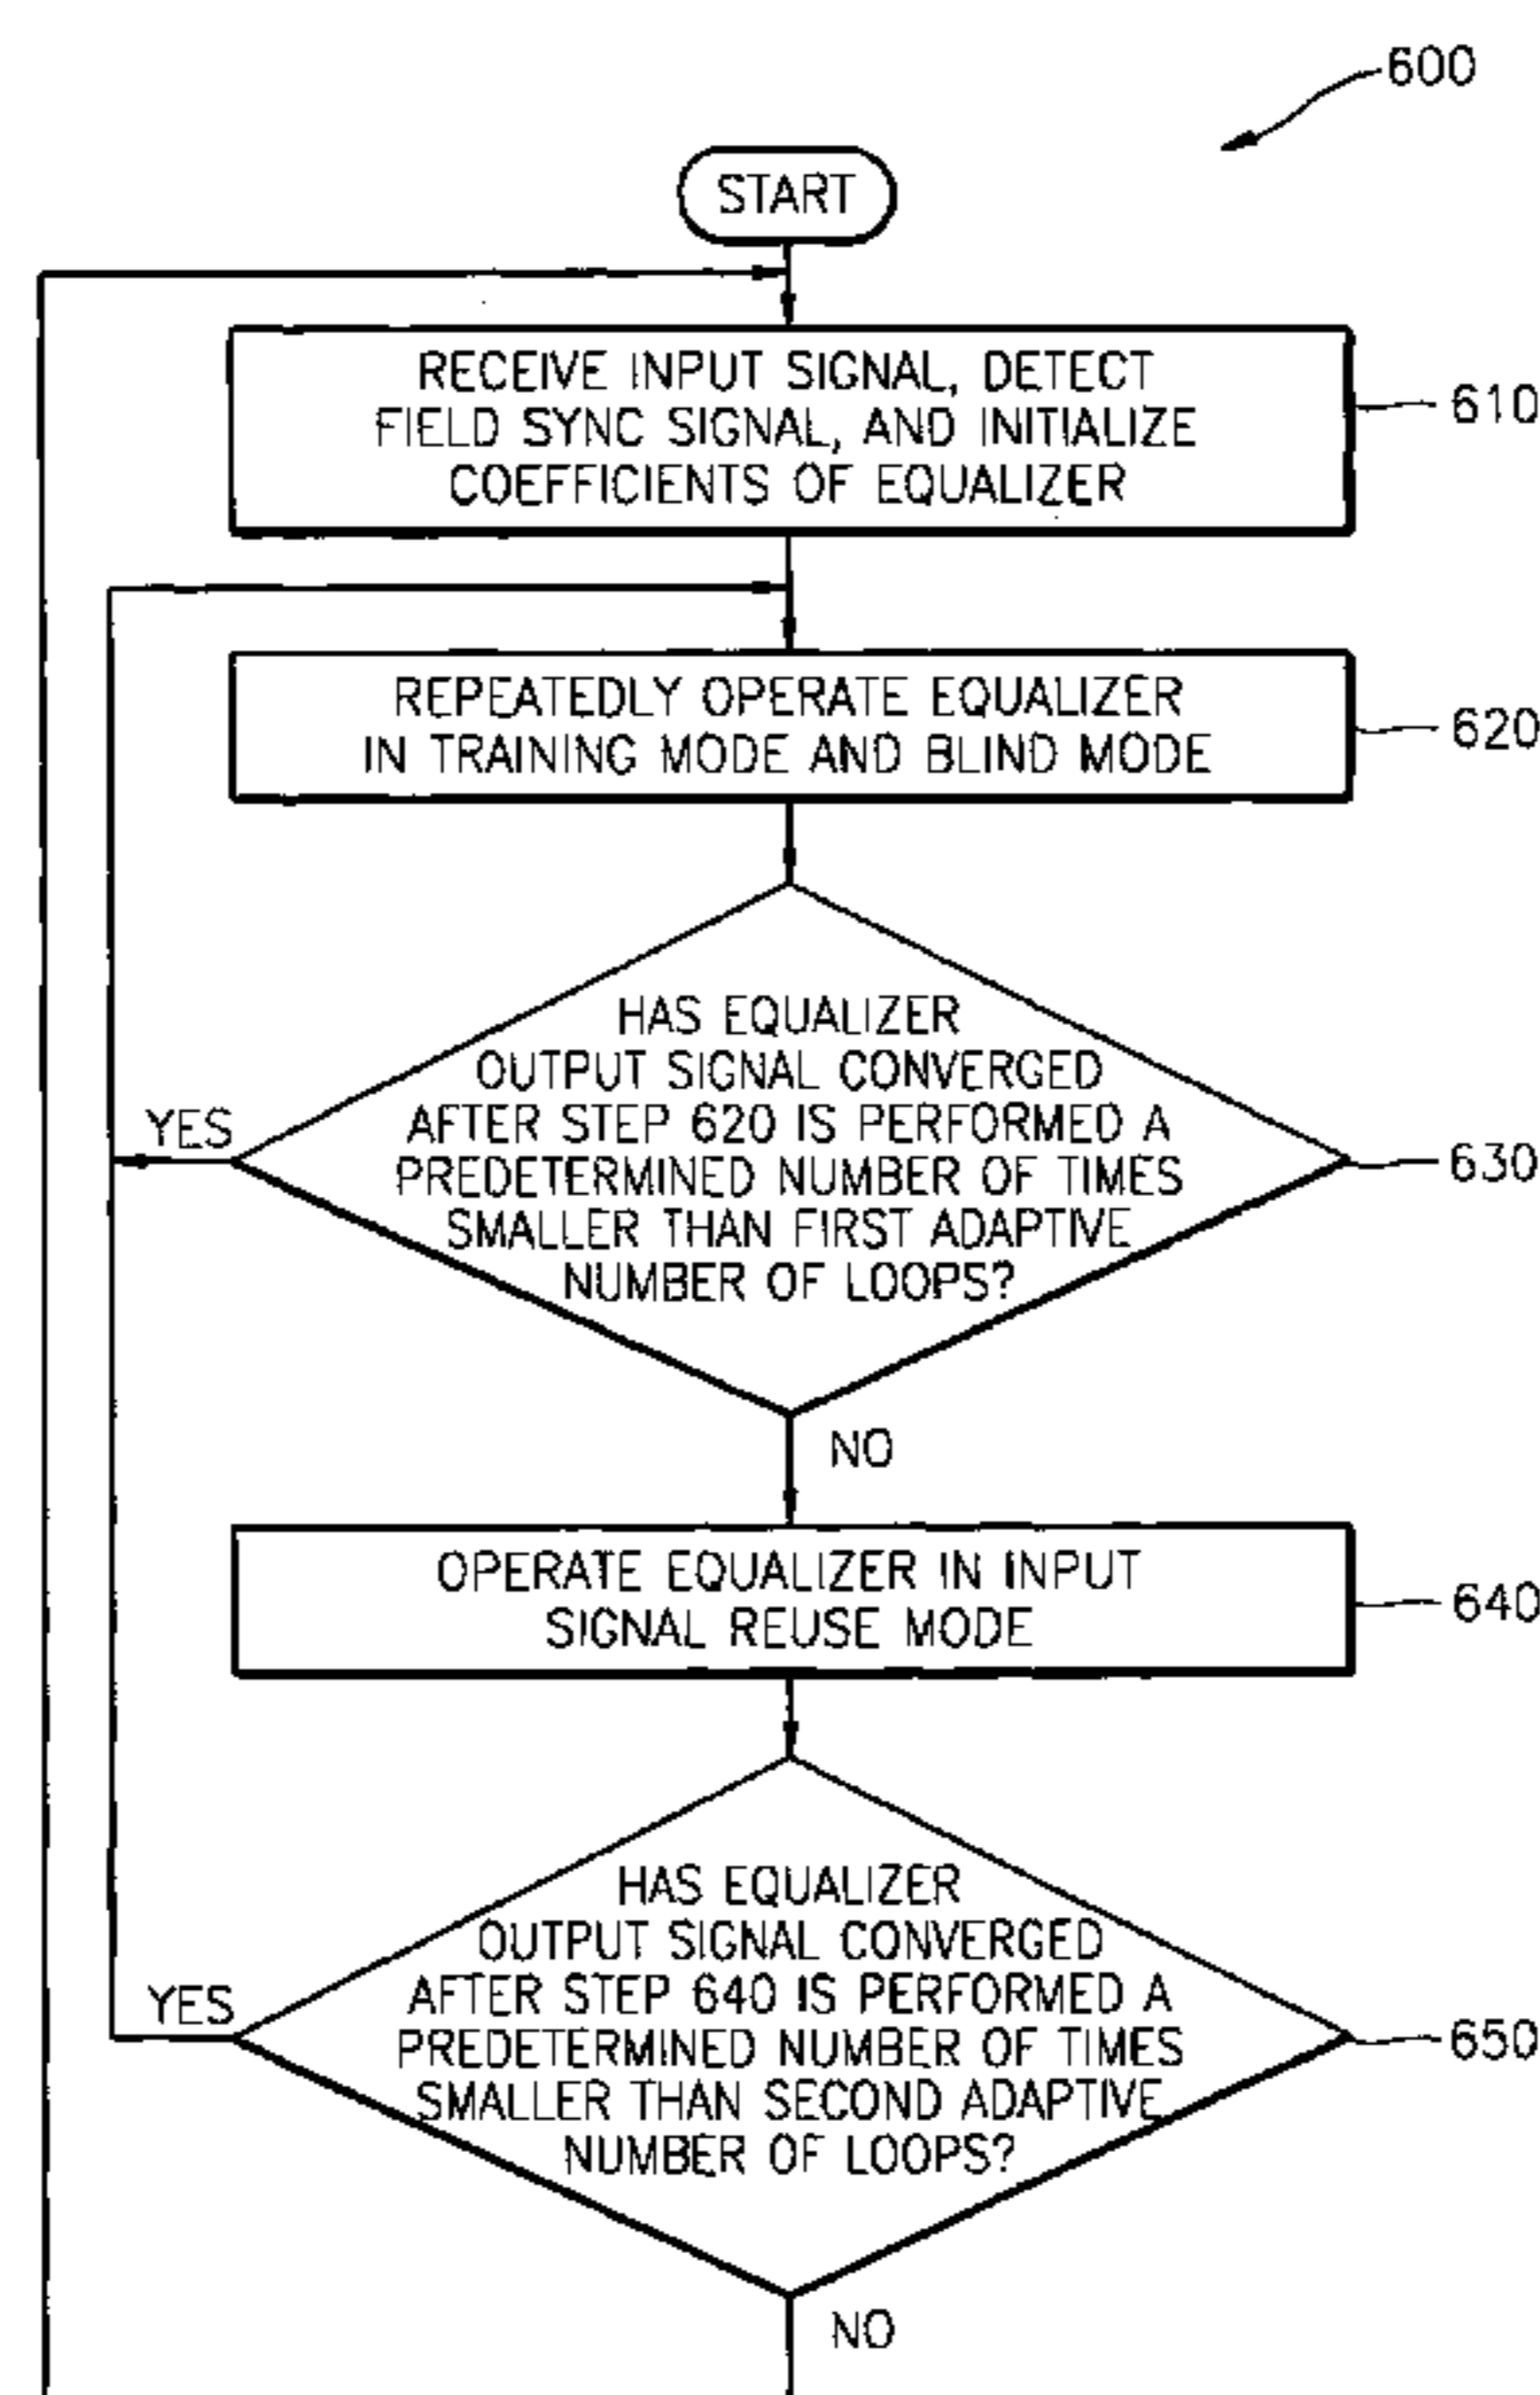 600
START
RECEIVE INPUT SIGNAL, DETECT
FIELD SYNC SIGNAL, AND INITIALIZE
COEFFICIENTS OF EQUALIZER
610
REPEATEDLY OPERATE EQUALIZER
IN TRAINING MODE AND BLIND MODE
620
HAS EQUALIZER
OUTPUT SIGNAL CONVERGED
AFTER STEP 620 IS PERFORMED A
PREDETERMINED NUMBER OF TIMES
SMALLER THAN FIRST ADAPTIVE
NUMBER OF LOOPS?
YES
630
NO
OPERATE EQUALIZER IN INPUT
SIGNAL REUSE MODE
640
HAS EQUALIZER
OUTPUT SIGNAL CONVERGED
AFTER STEP 640 IS PERFORMED A
PREDETERMINED NUMBER OF TIMES
SMALLER THAN SECOND ADAPTIVE
NUMBER OF LOOPS?
YES
650
NO